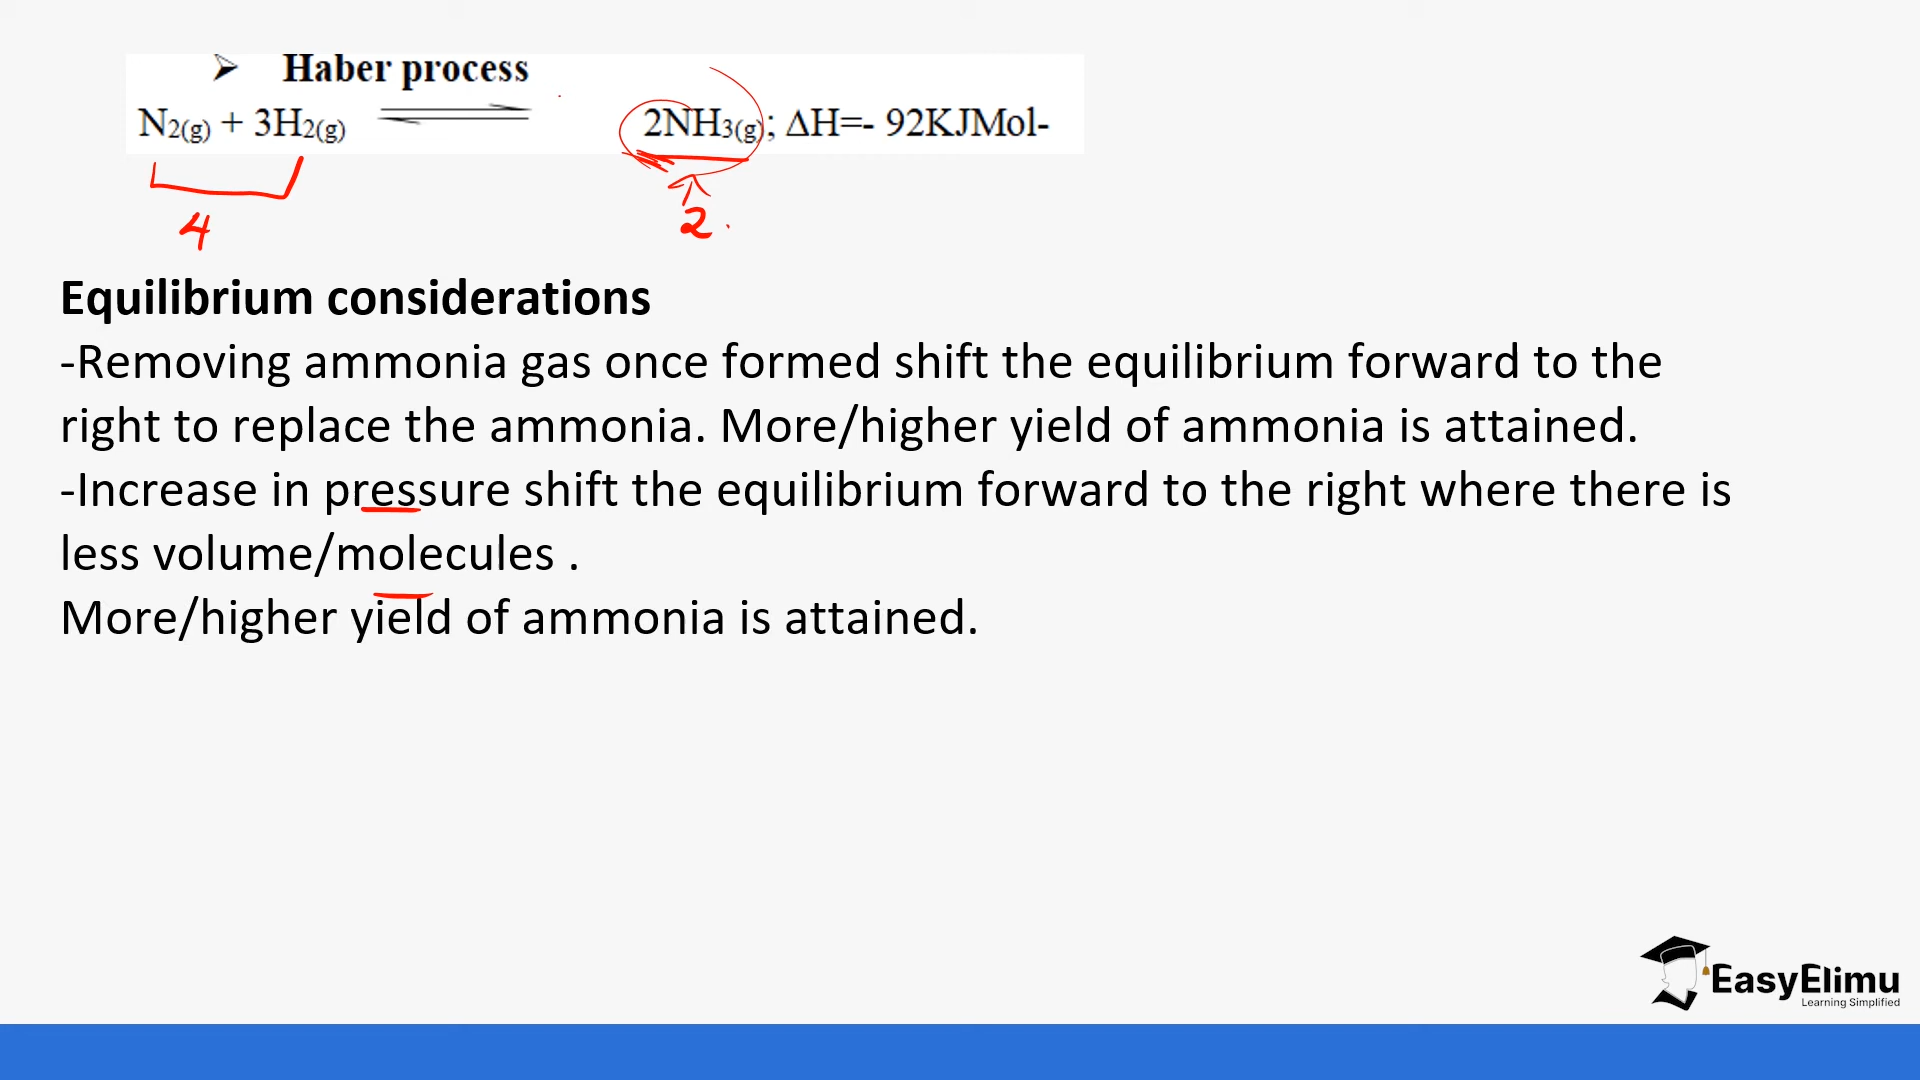 ➢ Haber process
N2(g) + 3H2(g) ⇌ 2NH3(g); ΔH=- 92KJMol-
4
2.
Equilibrium considerations
-Removing ammonia gas once formed shift the equilibrium forward to the
right to replace the ammonia. More/higher yield of ammonia is attained.
-Increase in pressure shift the equilibrium forward to the right where there is
less volume/molecules .
More/higher yield of ammonia is attained.
EasyElimu
Learning Simplified